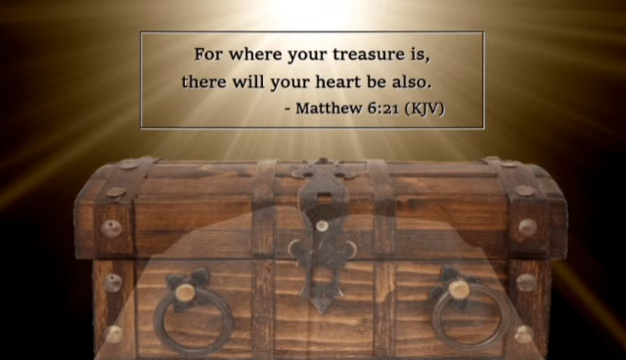 For where your treasure is,
there will your heart be also.
- Matthew 6:21 (KJV)